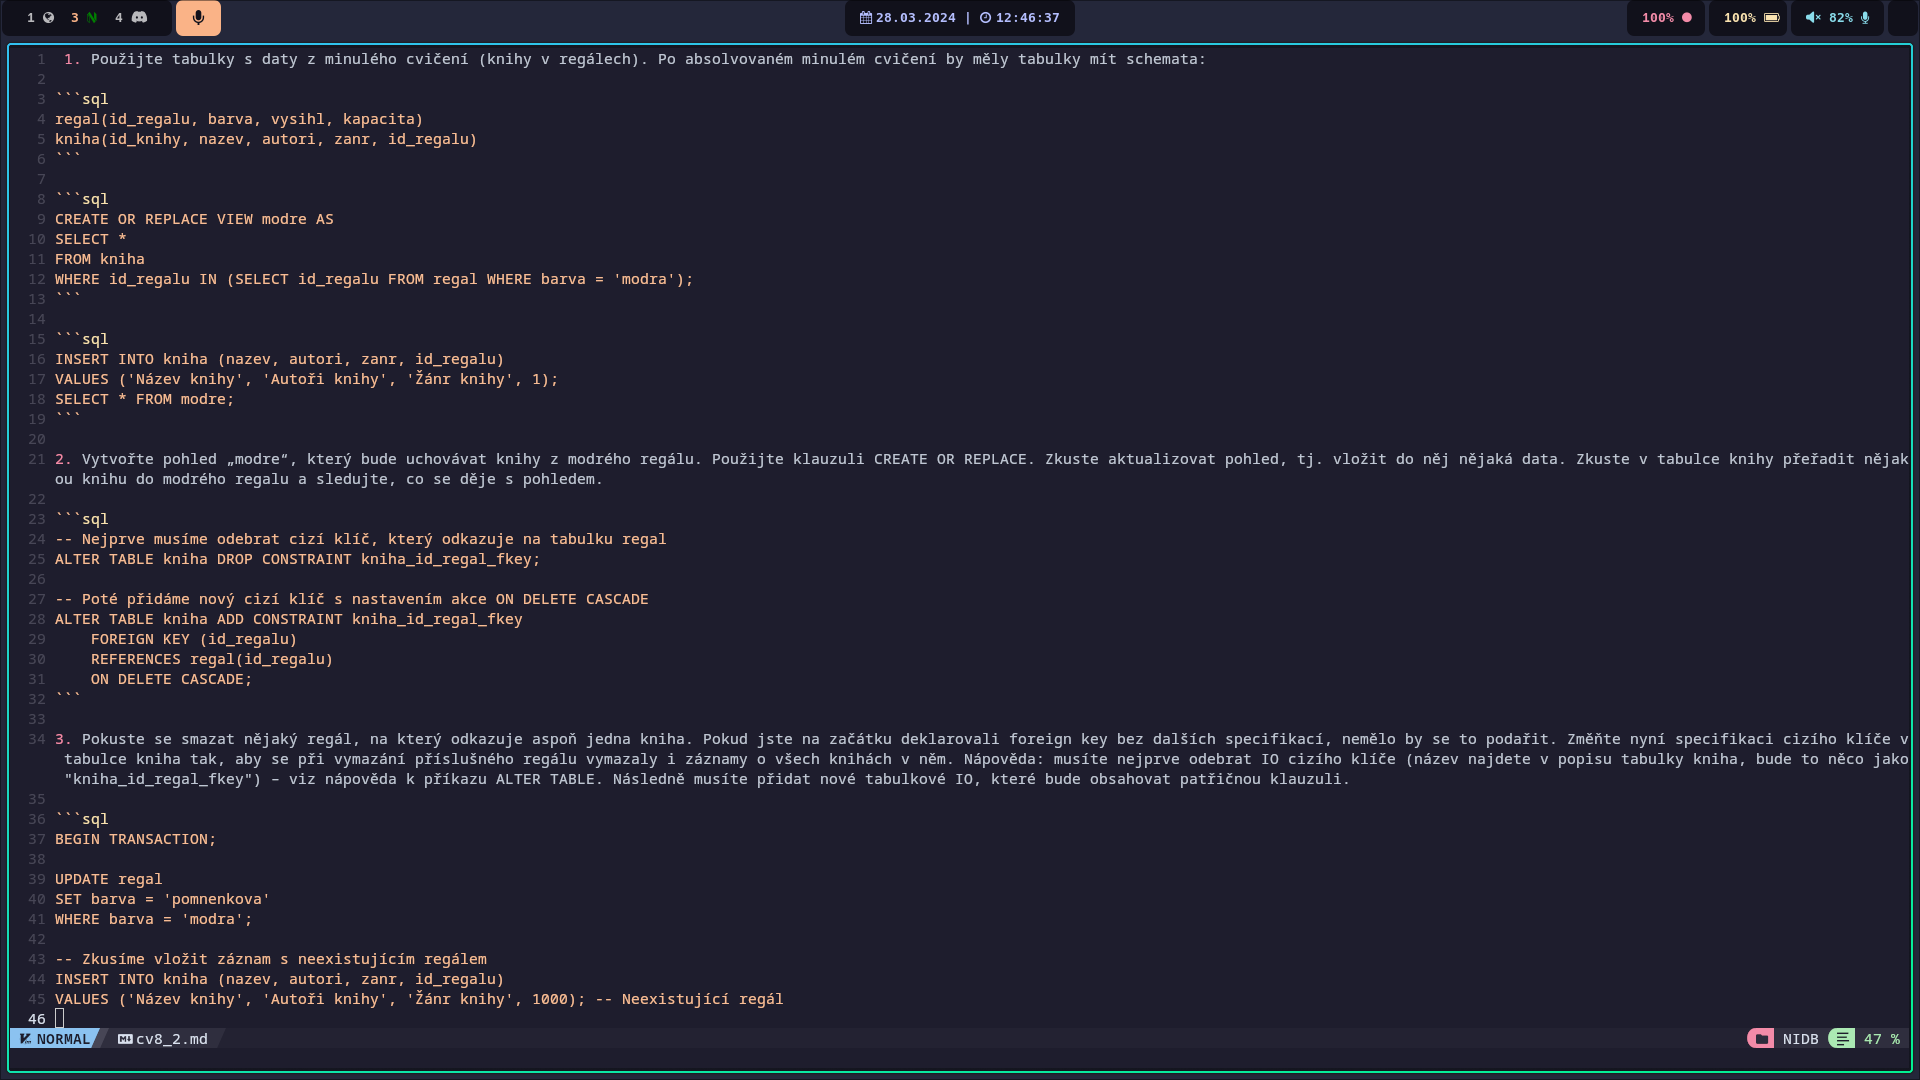 1 3 4 28.03.2024 | 12:46:37 100% 100% 82%
1 1. Použijte tabulky s daty z minulého cvičení (knihy v regálech). Po absolvovaném minulém cvičení by měly tabulky mít schemata:
2
3 ```sql
4 regal(id_regalu, barva, vysihl, kapacita)
5 kniha(id_knihy, nazev, autori, zanr, id_regalu)
6 ```
7
8 ```sql
9 CREATE OR REPLACE VIEW modre AS
10 SELECT *
11 FROM kniha
12 WHERE id_regalu IN (SELECT id_regalu FROM regal WHERE barva = 'modra');
13 ```
14
15 ```sql
16 INSERT INTO kniha (nazev, autori, zanr, id_regalu)
17 VALUES ('Název knihy', 'Autoři knihy', 'Žánr knihy', 1);
18 SELECT * FROM modre;
19 ```
20
21 2. Vytvořte pohled „modre“, který bude uchovávat knihy z modrého regálu. Použijte klauzuli CREATE OR REPLACE. Zkuste aktualizovat pohled, tj. vložit do něj nějaká data. Zkuste v tabulce knihy přeřadit nějak
ou knihu do modrého regalu a sledujte, co se děje s pohledem.
22
23 ```sql
24 -- Nejprve musíme odebrat cizí klíč, který odkazuje na tabulku regal
25 ALTER TABLE kniha DROP CONSTRAINT kniha_id_regal_fkey;
26
27 -- Poté přidáme nový cizí klíč s nastavením akce ON DELETE CASCADE
28 ALTER TABLE kniha ADD CONSTRAINT kniha_id_regal_fkey
29     FOREIGN KEY (id_regalu)
30     REFERENCES regal(id_regalu)
31     ON DELETE CASCADE;
32 ```
33
34 3. Pokuste se smazat nějaký regál, na který odkazuje aspoň jedna kniha. Pokud jste na začátku deklarovali foreign key bez dalších specifikací, nemělo by se to podařit. Změňte nyní specifikaci cizího klíče v
tabulce kniha tak, aby se při vymazání příslušného regálu vymazaly i záznamy o všech knihách v něm. Nápověda: musíte nejprve odebrat IO cizího klíče (název najdete v popisu tabulky kniha, bude to něco jako
"kniha_id_regal_fkey") – viz nápověda k příkazu ALTER TABLE. Následně musíte přidat nové tabulkové IO, které bude obsahovat patřičnou klauzuli.
35
36 ```sql
37 BEGIN TRANSACTION;
38
39 UPDATE regal
40 SET barva = 'pomnenkova'
41 WHERE barva = 'modra';
42
43 -- Zkusíme vložit záznam s neexistujícím regálem
44 INSERT INTO kniha (nazev, autori, zanr, id_regalu)
45 VALUES ('Název knihy', 'Autoři knihy', 'Žánr knihy', 1000); -- Neexistující regál
46
NORMAL cv8_2.md NIDB 47 %